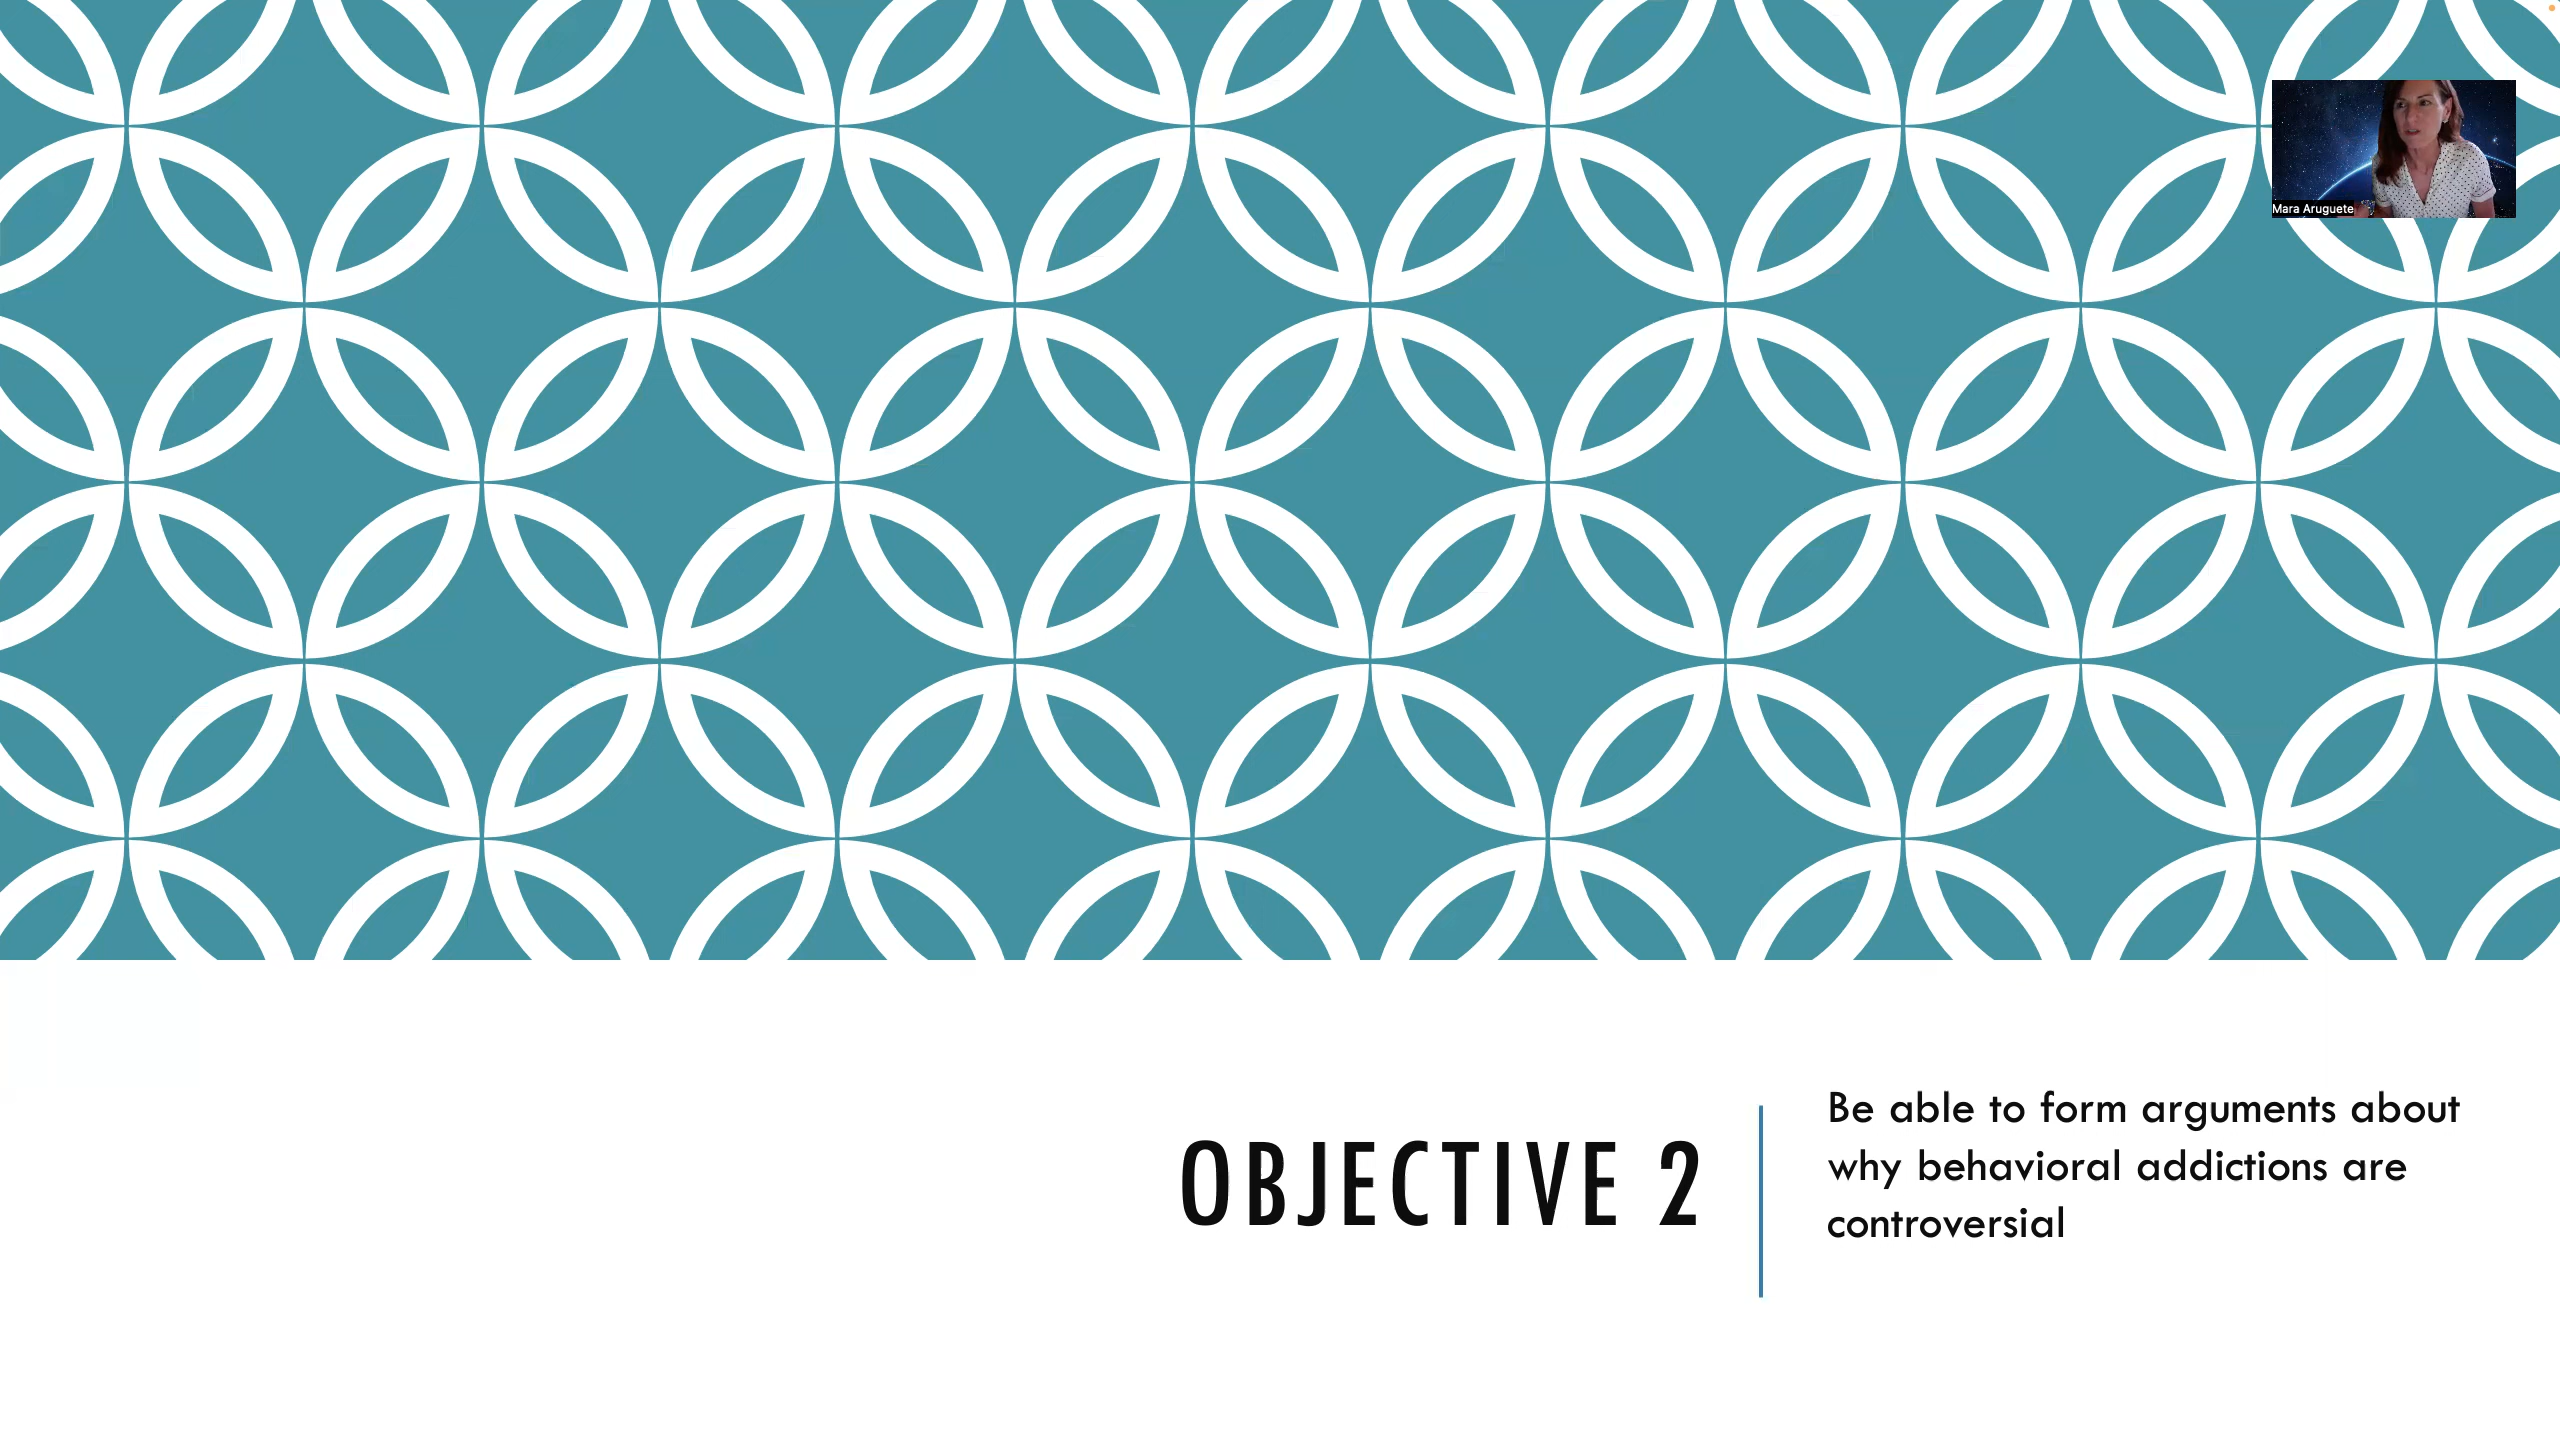 Mara Aruguete
OBJECTIVE 2
Be able to form arguments about
why behavioral addictions are
controversial